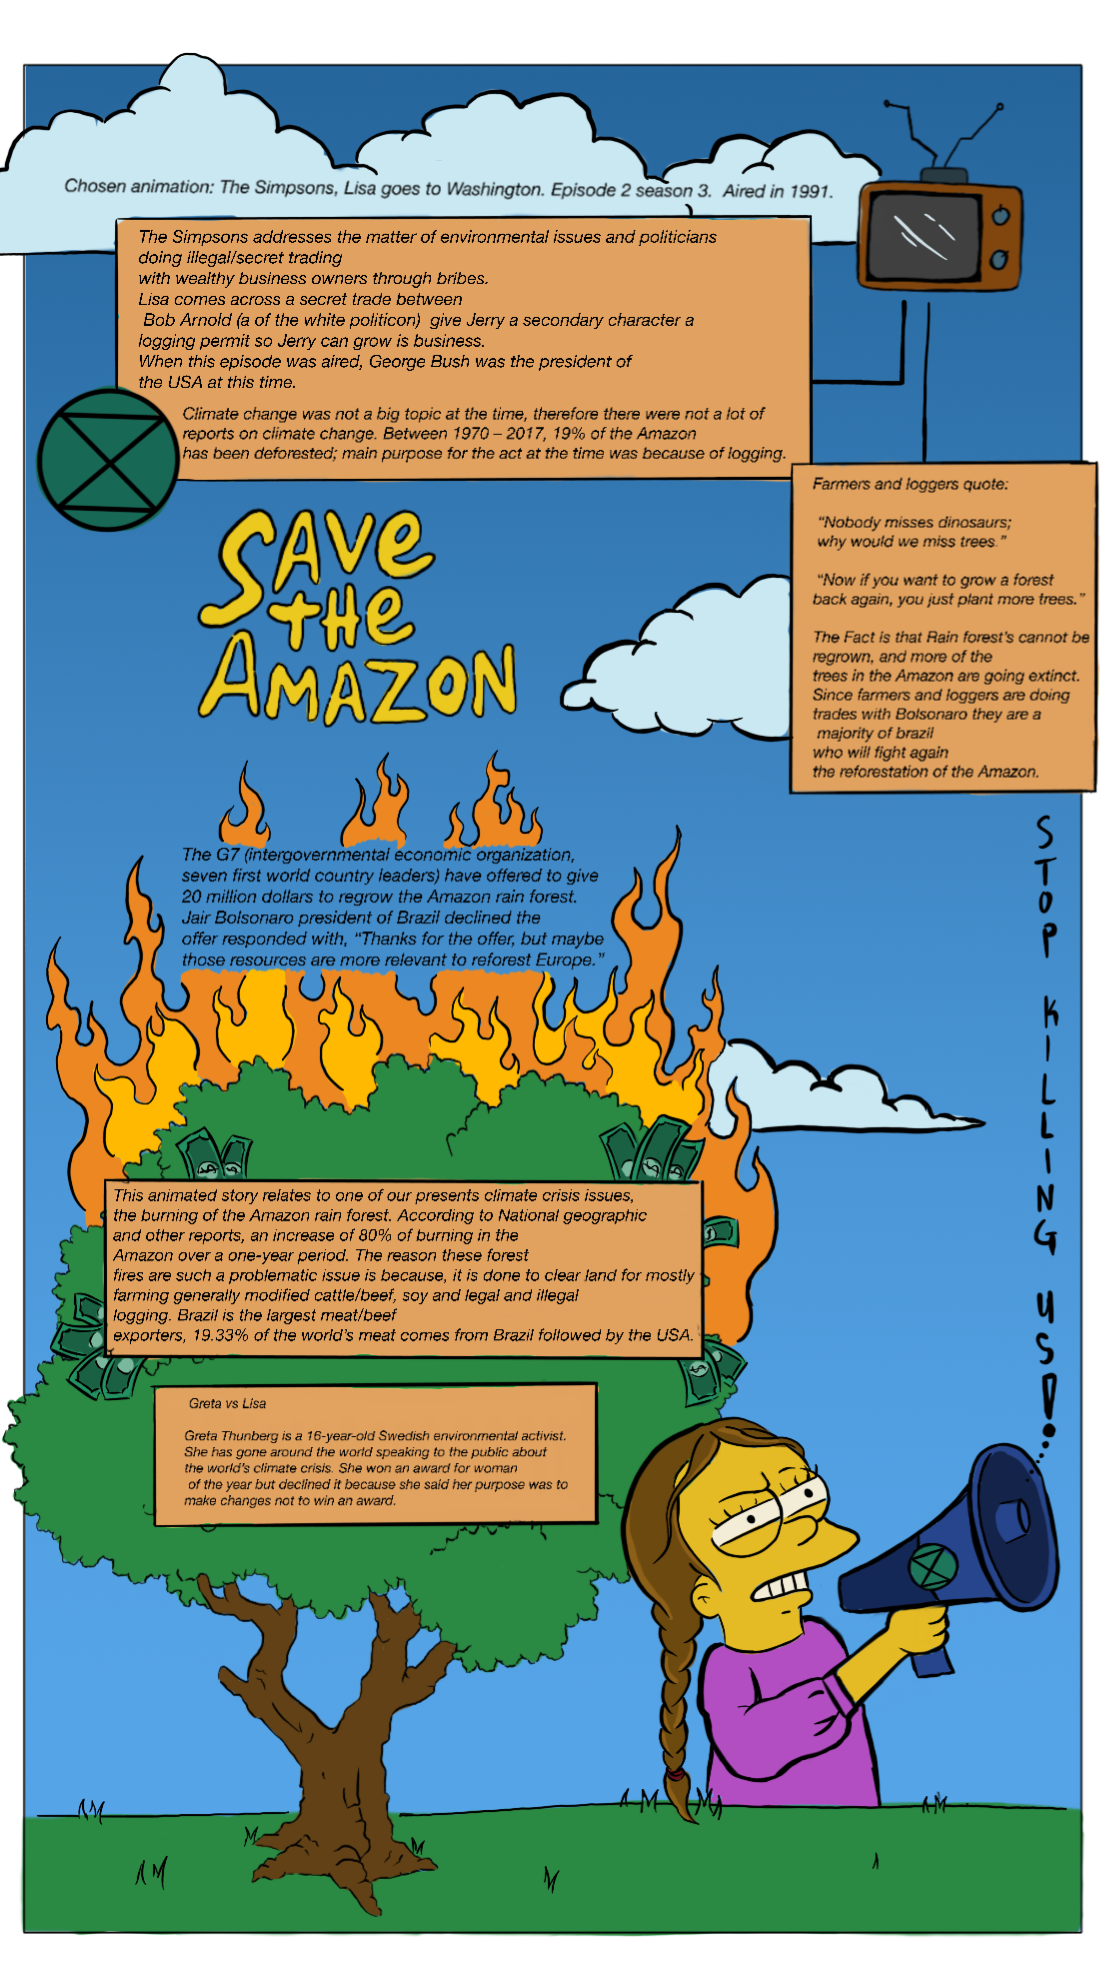 Chosen animation: The Simpsons, Lisa goes to Washington. Episode 2 season 3.  Aired in 1991.
The Simpsons addresses the matter of environmental issues and politicians
doing illegal/secret trading
with wealthy business owners through bribes.
Lisa comes across a secret trade between
Bob Arnold (a of the white politicon)  give Jerry a secondary character a
logging permit so Jerry can grow is business.
When this episode was aired, George Bush was the president of
the USA at this time.
Climate change was not a big topic at the time, therefore there were not a lot of
reports on climate change. Between 1970 – 2017, 19% of the Amazon
has been deforested; main purpose for the act at the time was because of logging.
Farmers and loggers quote:
“Nobody misses dinosaurs;
why would we miss trees.”
“Now if you want to grow a forest
back again, you just plant more trees.”
The Fact is that Rain forest’s cannot be
regrown, and more of the
trees in the Amazon are going extinct.
Since farmers and loggers are doing
trades with Bolsonaro they are a
majority of brazil
who will fight again
the reforestation of the Amazon.
SAVe
tHe
AMAZON
The G7 (intergovernmental economic organization,
seven first world country leaders) have offered to give
20 million dollars to regrow the Amazon rain forest.
Jair Bolsonaro president of Brazil declined the
offer responded with, “Thanks for the offer, but maybe
those resources are more relevant to reforest Europe.”
STOP KILLING US!
This animated story relates to one of our presents climate crisis issues,
the burning of the Amazon rain forest. According to National geographic
and other reports, an increase of 80% of burning in the
Amazon over a one-year period. The reason these forest
fires are such a problematic issue is because, it is done to clear land for mostly
farming generally modified cattle/beef, soy and legal and illegal
logging. Brazil is the largest meat/beef
exporters, 19.33% of the world’s meat comes from Brazil followed by the USA.
Greta vs Lisa
Greta Thunberg is a 16-year-old Swedish environmental activist.
She has gone around the world speaking to the public about
the world’s climate crisis. She won an award for woman
of the year but declined it because she said her purpose was to
make changes not to win an award.